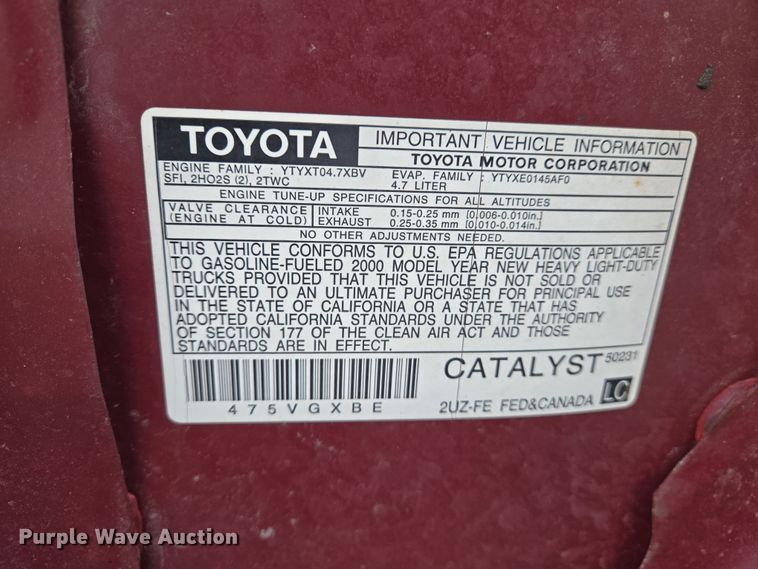 TOYOTA
IMPORTANT VEHICLE INFORMATION
TOYOTA MOTOR CORPORATION
ENGINE FAMILY : YTYXT04.7XBV EVAP. FAMILY : YTYXE0145AF0
SFI, 2HO2S (2), 2TWC 4.7 LITER
ENGINE TUNE-UP SPECIFICATIONS FOR ALL ALTITUDES
VALVE CLEARANCE INTAKE 0.15-0.25 mm [0.006-0.010in.]
(ENGINE AT COLD) EXHAUST 0.25-0.35 mm [0.010-0.014in.]
NO OTHER ADJUSTMENTS NEEDED.
THIS VEHICLE CONFORMS TO U.S. EPA REGULATIONS APPLICABLE
TO GASOLINE-FUELED 2000 MODEL YEAR NEW HEAVY LIGHT-DUTY
TRUCKS PROVIDED THAT THIS VEHICLE IS NOT SOLD OR
DELIVERED TO AN ULTIMATE PURCHASER FOR PRINCIPAL USE
IN THE STATE OF CALIFORNIA OR A STATE THAT HAS
ADOPTED CALIFORNIA STANDARDS UNDER THE AUTHORITY
OF SECTION 177 OF THE CLEAN AIR ACT AND THOSE
STANDARDS ARE IN EFFECT.
CATALYST 50231
475VGXBE 2UZ-FE FED&CANADA LC
Purple Wave Auction